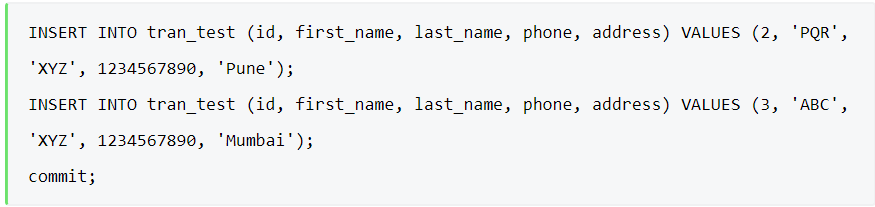 INSERT INTO tran_test (id, first_name, last_name, phone, address) VALUES (2, 'PQR',
'XYZ', 1234567890, 'Pune');
INSERT INTO tran_test (id, first_name, last_name, phone, address) VALUES (3, 'ABC',
'XYZ', 1234567890, 'Mumbai');
commit;